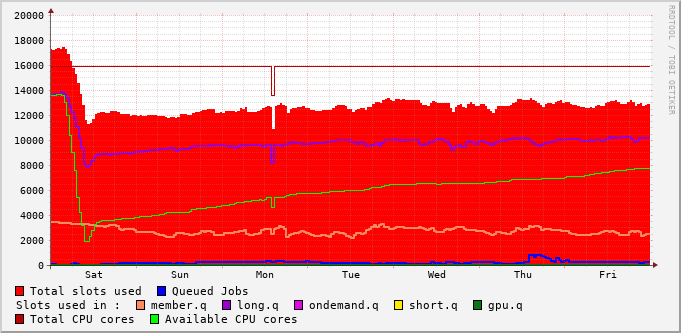 20000
18000
16000
14000
12000
10000
8000
6000
4000
2000
0
Sat Sun Mon Tue Wed Thu Fri
RRDTOOL / TOBI OETIKER
Total slots used Queued Jobs
Slots used in : member.q long.q ondemand.q short.q gpu.q
Total CPU cores Available CPU cores